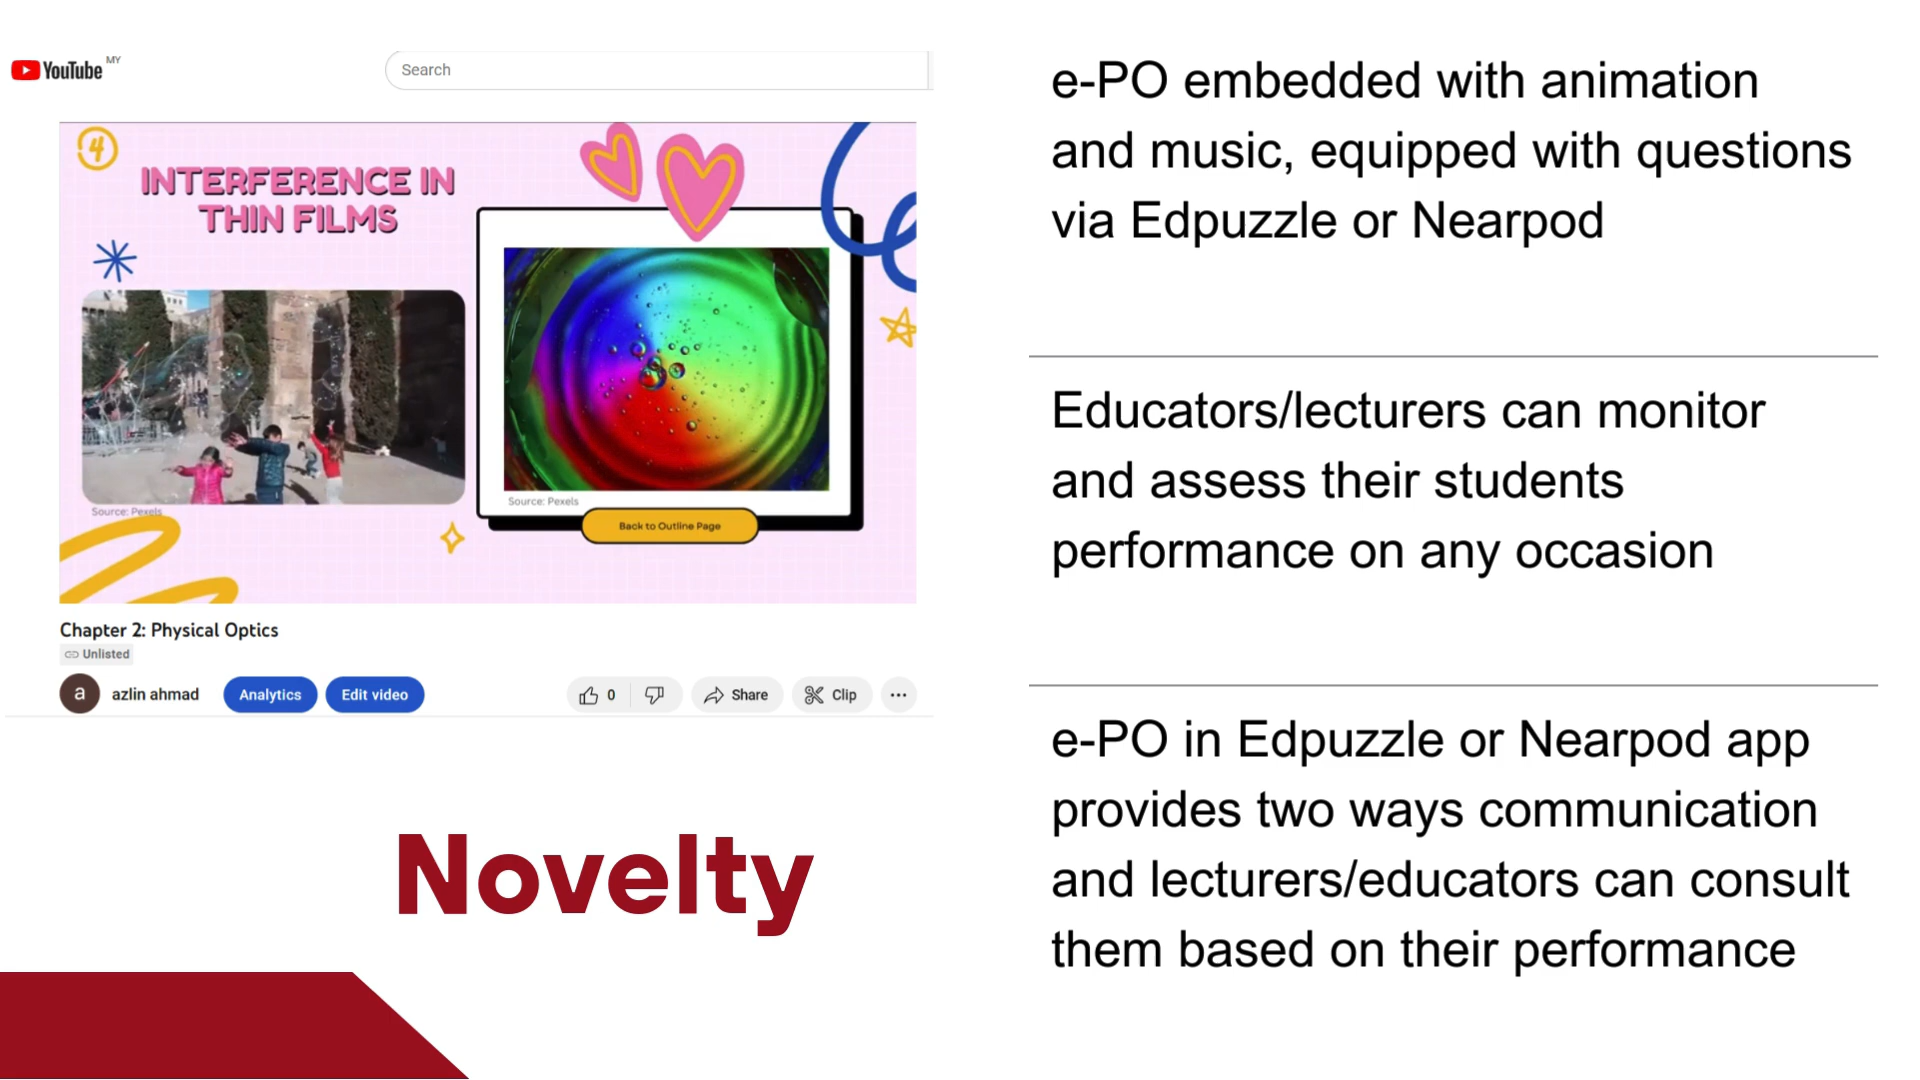 YouTube MY
Search
4
INTERFERENCE IN
THIN FILMS
Source: Pexels
Source: Pexels
Back to Outline Page
Chapter 2: Physical Optics
Unlisted
a
azlin ahmad
Analytics
Edit video
0
Share
Clip
Novelty
e-PO embedded with animation
and music, equipped with questions
via Edpuzzle or Nearpod
Educators/lecturers can monitor
and assess their students
performance on any occasion
e-PO in Edpuzzle or Nearpod app
provides two ways communication
and lecturers/educators can consult
them based on their performance